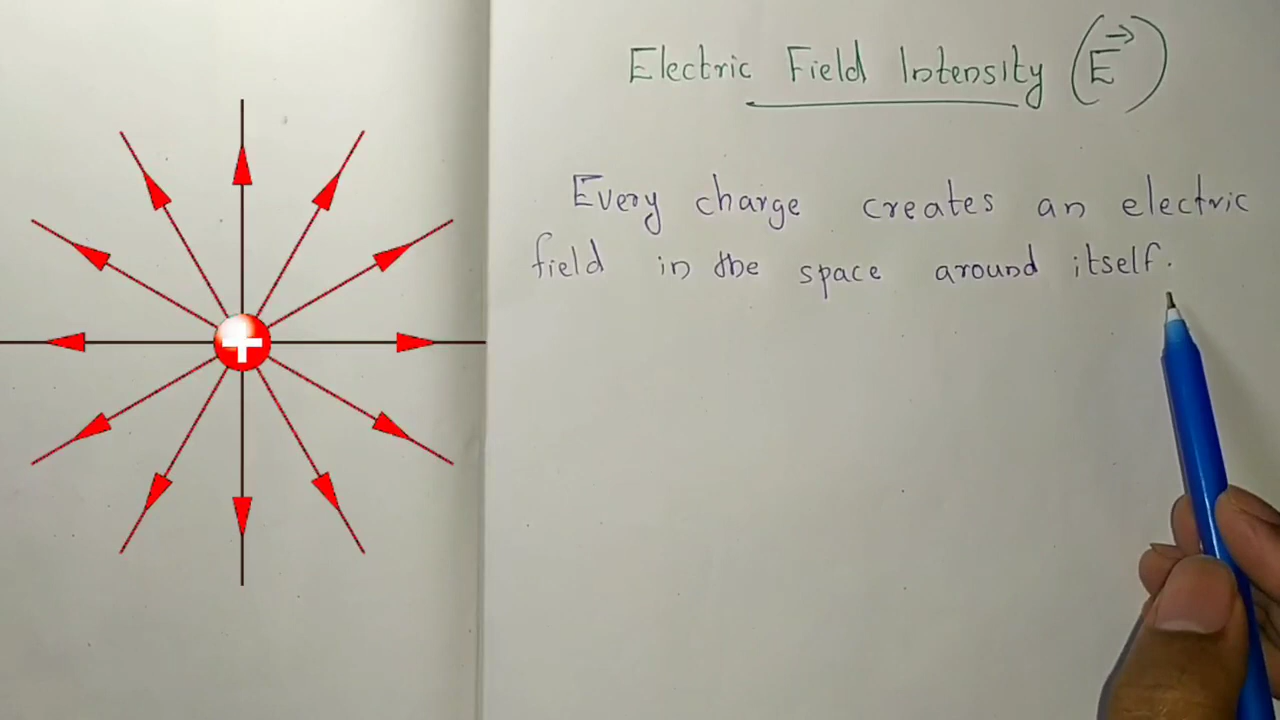 Electric Field Intensity (E⃗)
Every charge creates an electric
field in the space around itself.